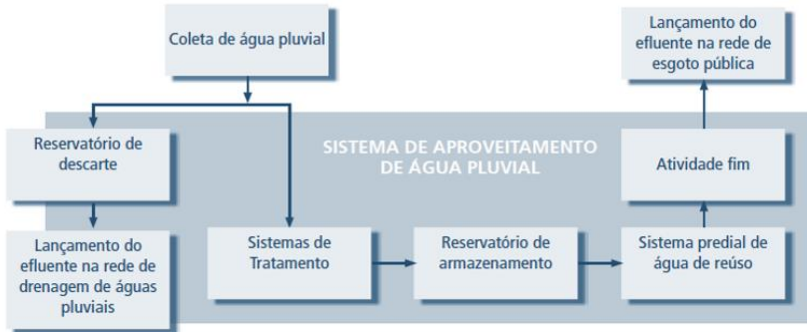 Coleta de água pluvial
Lançamento do
efluente na rede de
esgoto pública
Reservatório de
descarte
SISTEMA DE APROVEITAMENTO
DE ÁGUA PLUVIAL
Atividade fim
Lançamento do
efluente na rede de
drenagem de águas
pluviais
Sistemas de
Tratamento
Reservatório de
armazenamento
Sistema predial de
água de reúso